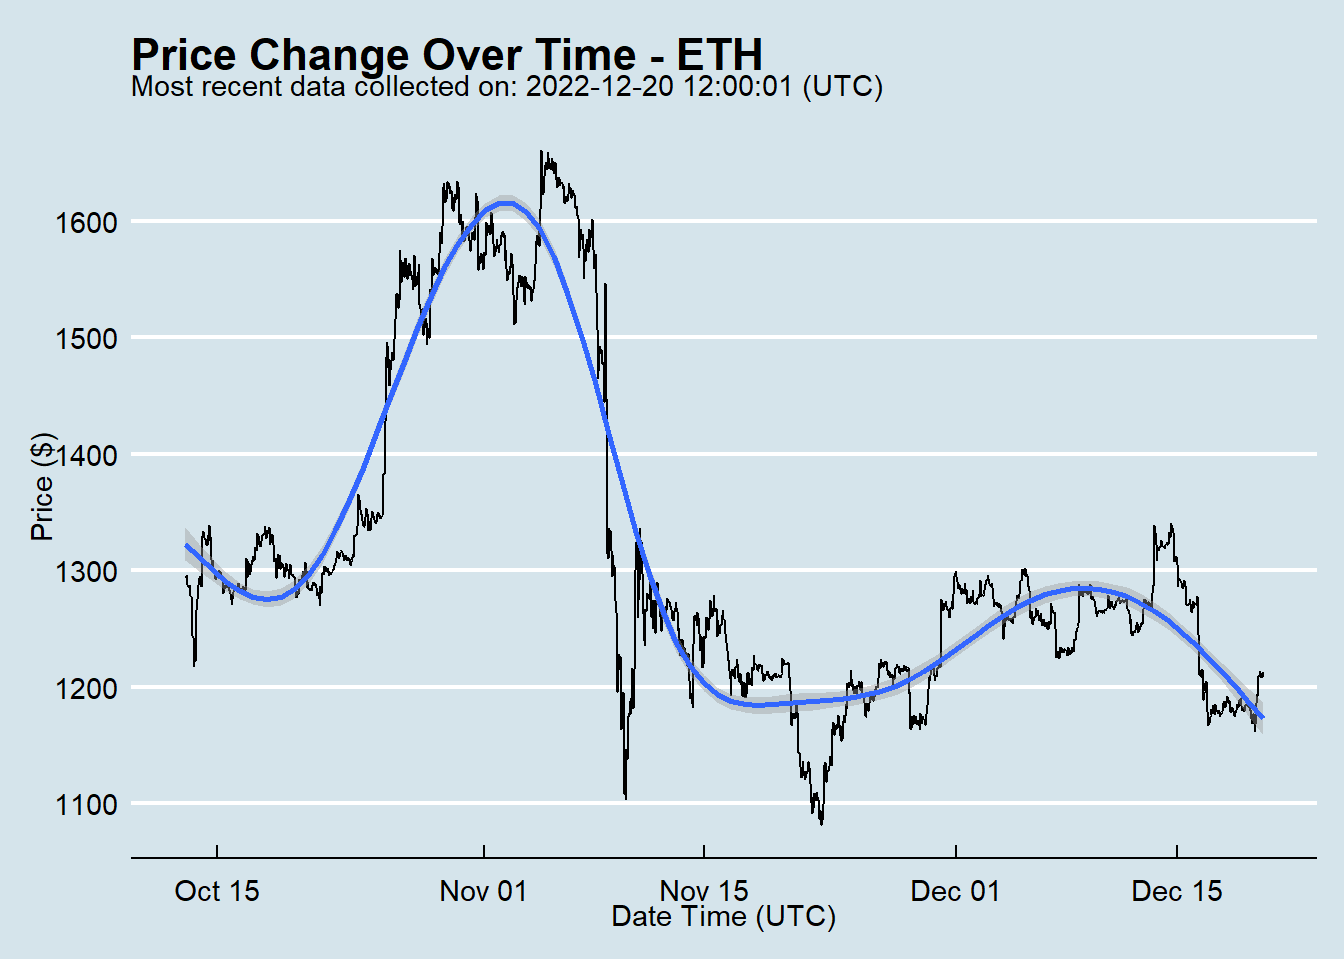 Price Change Over Time - ETH
Most recent data collected on: 2022-12-20 12:00:01 (UTC)
1600
1500
1400
1300
1200
1100
Price ($)
Oct 15
Nov 01
Nov 15
Dec 01
Dec 15
Date Time (UTC)